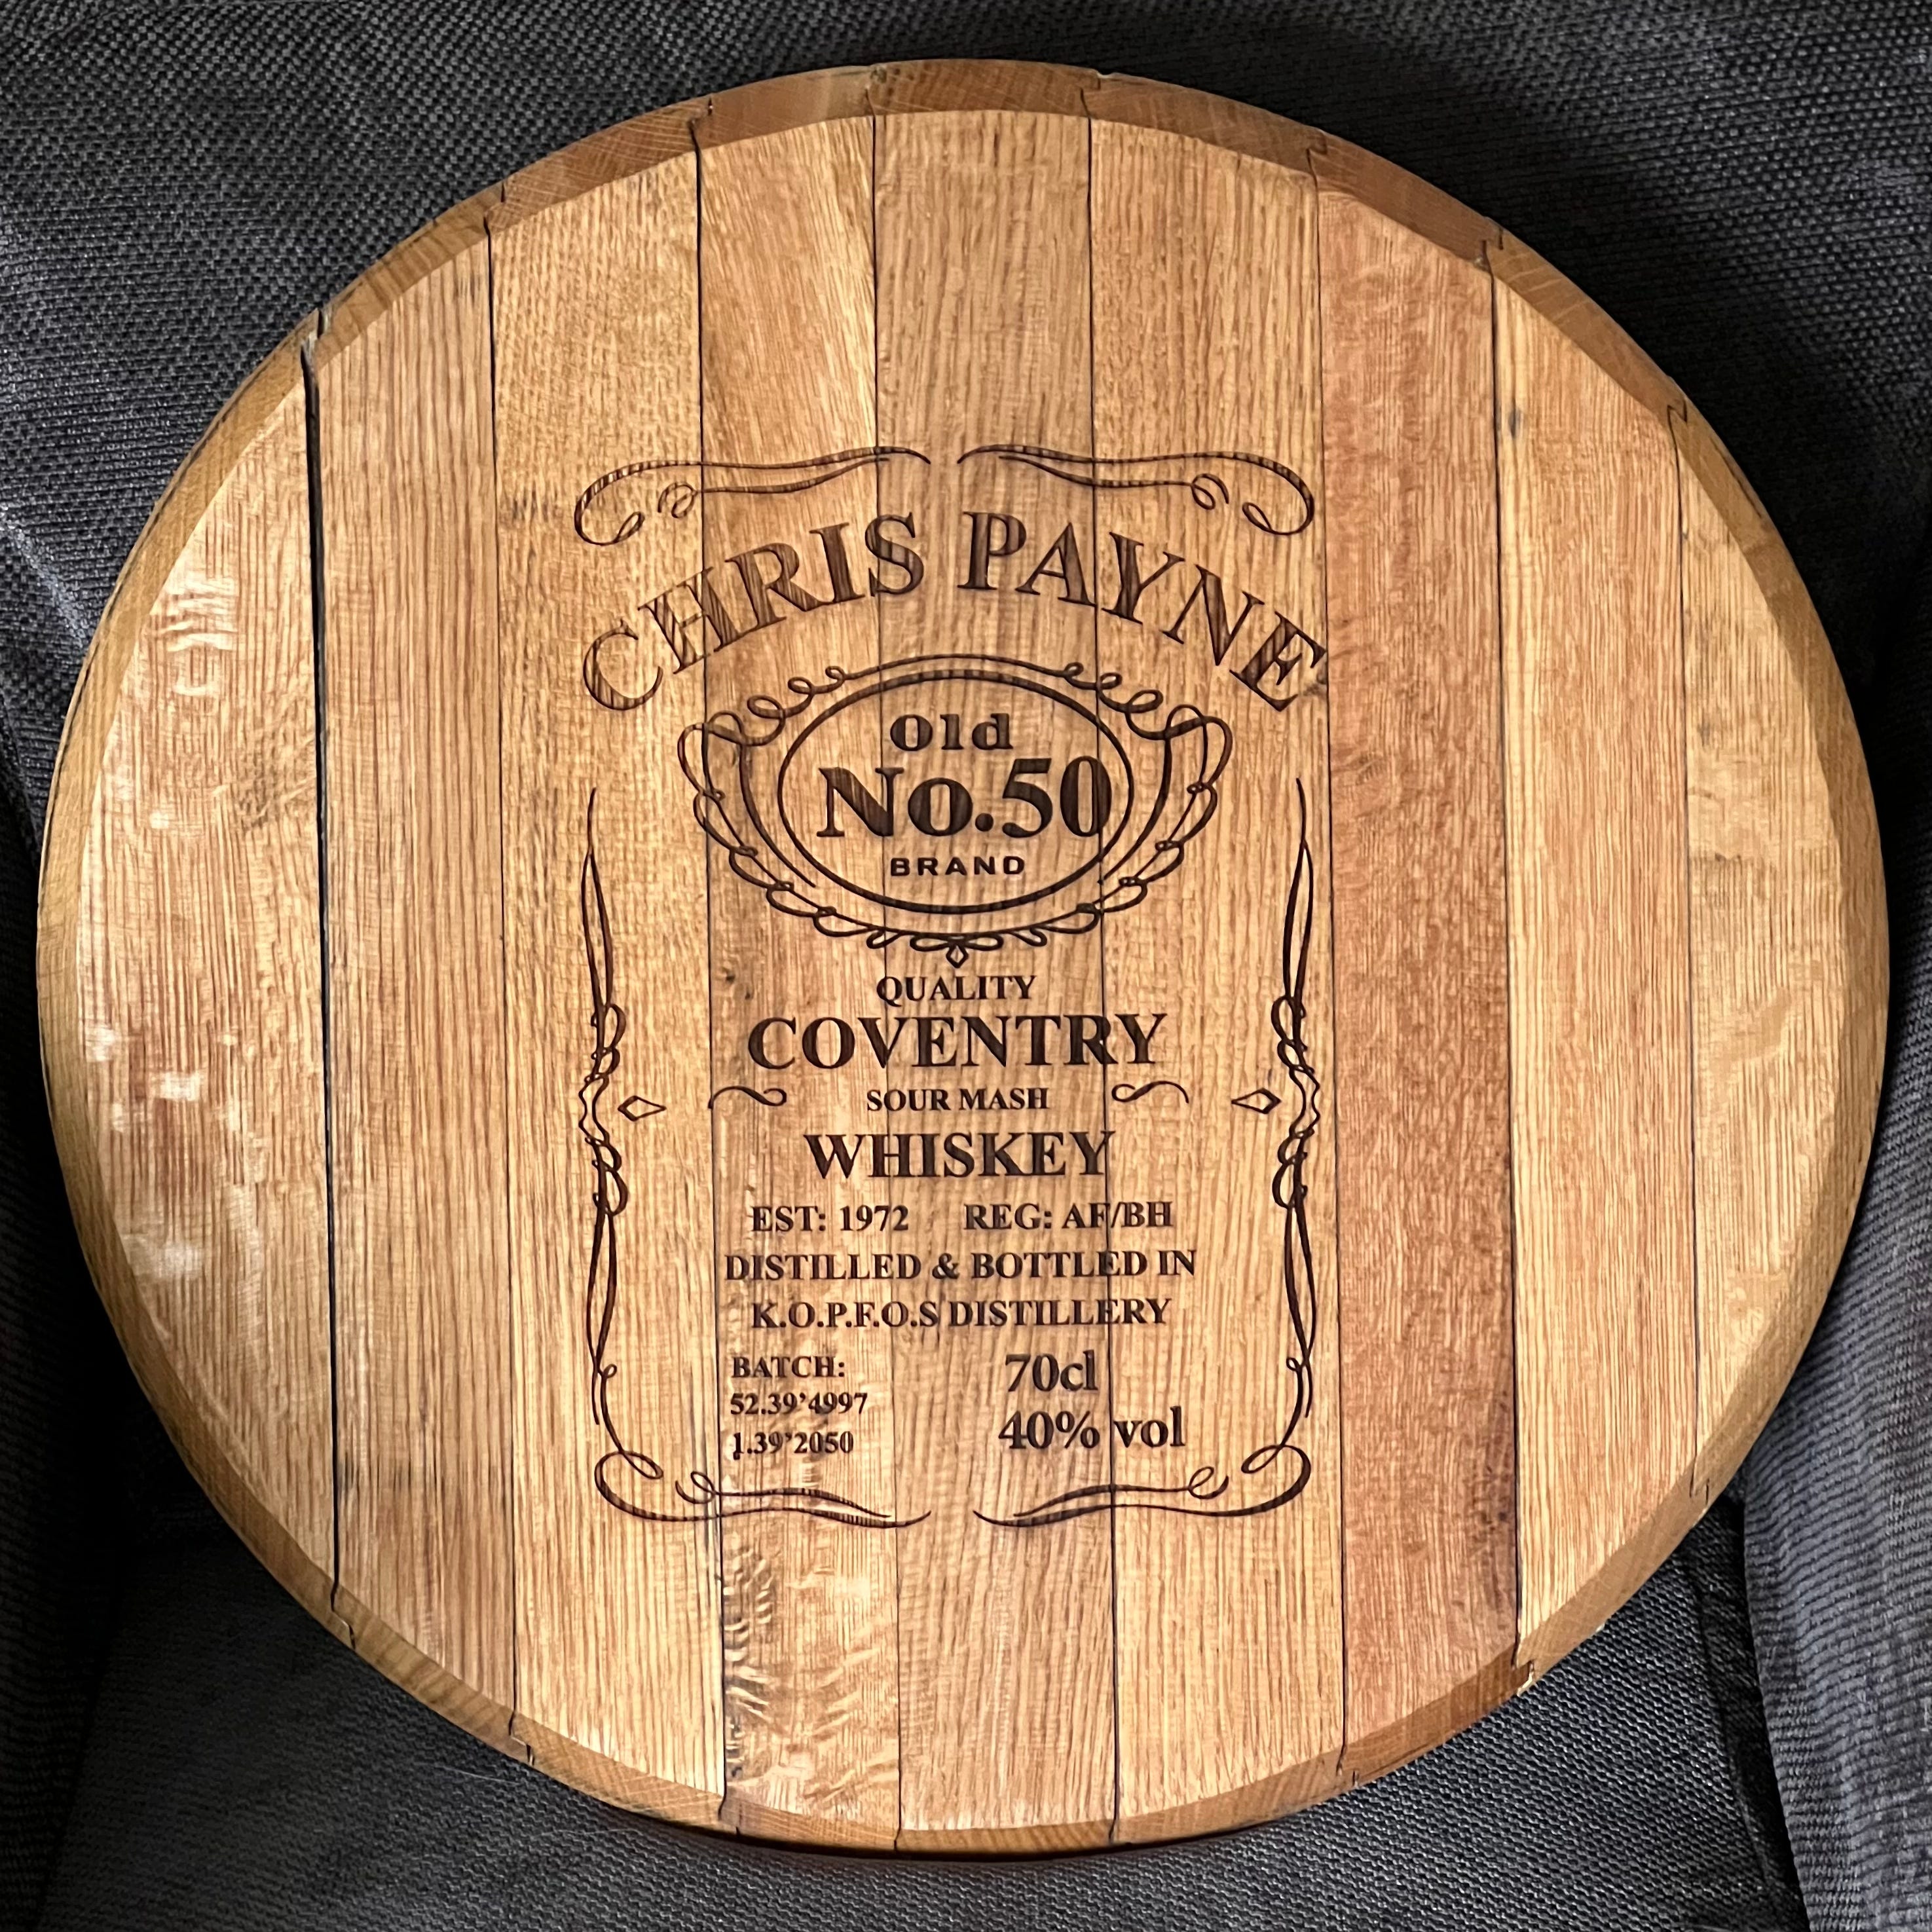 CHRIS PAYNE
Old
No.50
BRAND
QUALITY
COVENTRY
SOUR MASH
WHISKEY
EST: 1972 REG: AF/BH
DISTILLED & BOTTLED IN
K.O.P.F.O.S DISTILLERY
BATCH:
52.39'4997
1.39'2050
70cl
40% vol